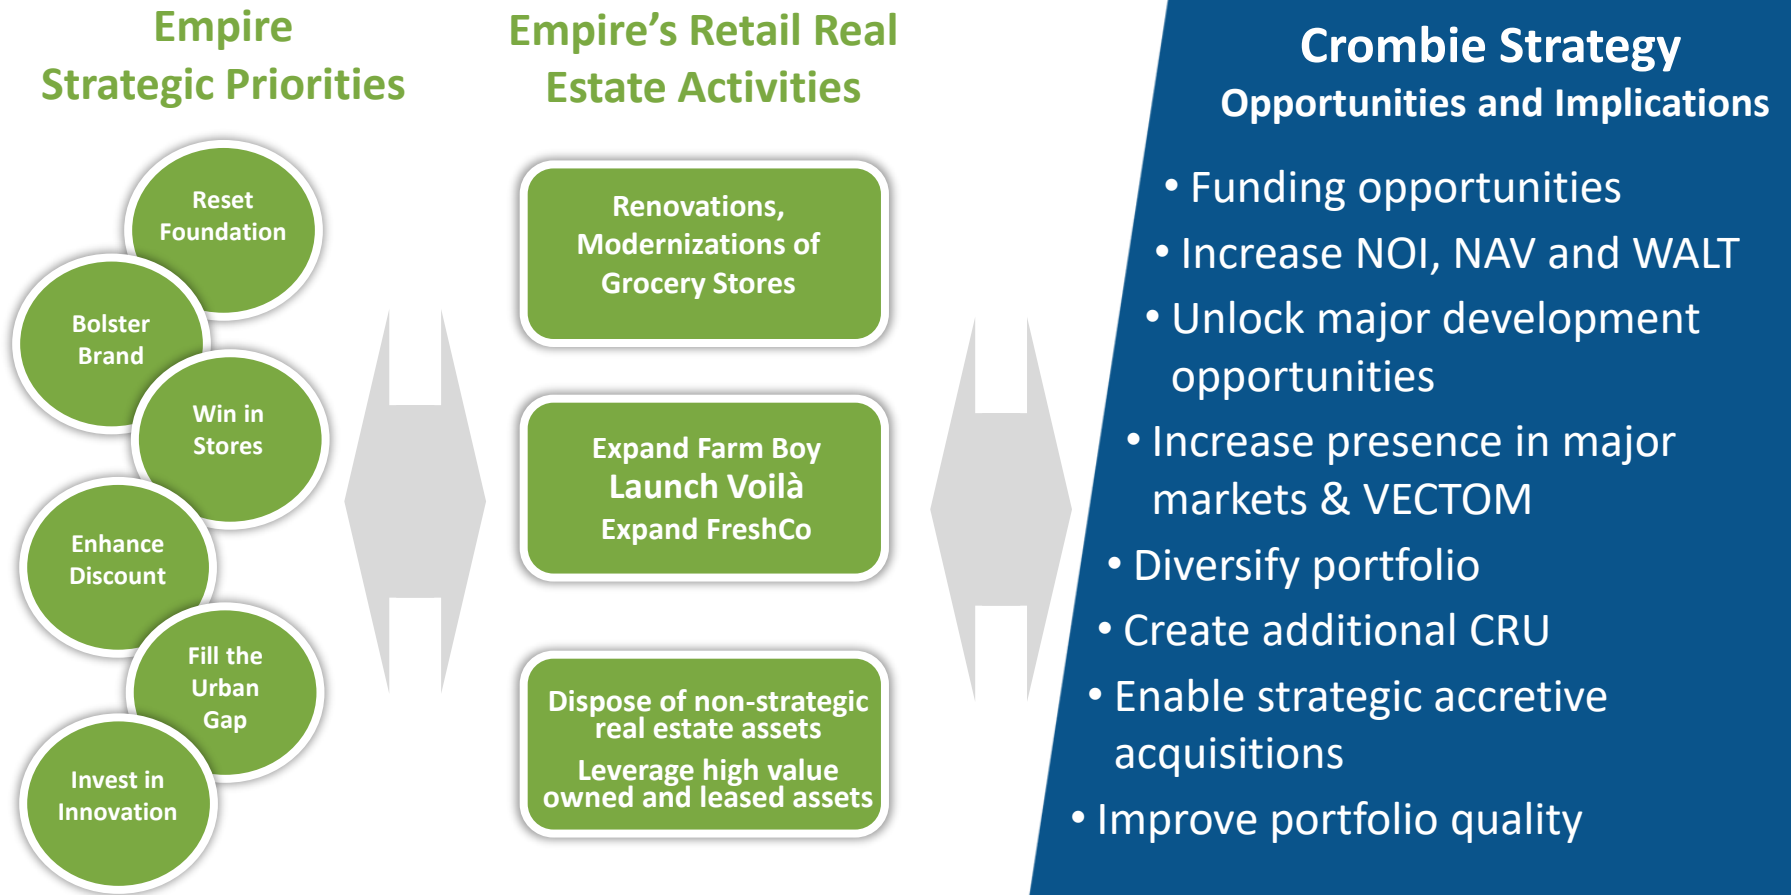 Empire
Strategic Priorities
Reset
Foundation
Bolster
Brand
Win in
Stores
Enhance
Discount
Fill the
Urban
Gap
Invest in
Innovation
Empire’s Retail Real
Estate Activities
Renovations,
Modernizations of
Grocery Stores
Expand Farm Boy
Launch Voilà
Expand FreshCo
Dispose of non-strategic
real estate assets
Leverage high value
owned and leased assets
Crombie Strategy
Opportunities and Implications
• Funding opportunities
• Increase NOI, NAV and WALT
• Unlock major development
opportunities
• Increase presence in major
markets & VECTOM
• Diversify portfolio
• Create additional CRU
• Enable strategic accretive
acquisitions
• Improve portfolio quality